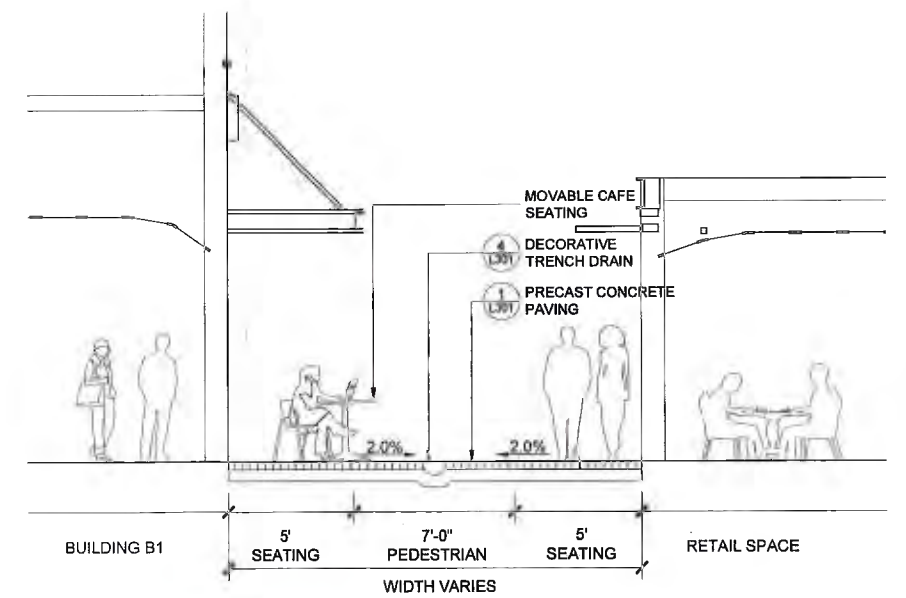 MOVABLE CAFE
SEATING
4
L301
DECORATIVE
TRENCH DRAIN
1
L301
PRECAST CONCRETE
PAVING
2.0%
2.0%
BUILDING B1
5'
SEATING
7'-0"
PEDESTRIAN
5'
SEATING
RETAIL SPACE
WIDTH VARIES